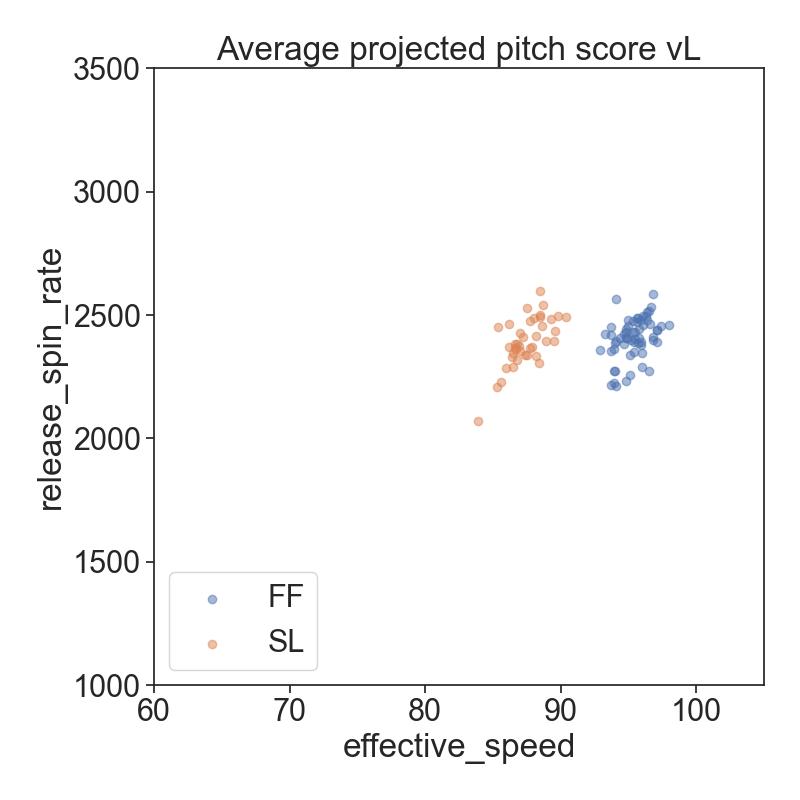 Average projected pitch score vL
3500
3000
2500
2000
1500
1000
release_spin_rate
FF
SL
60 70 80 90 100
effective_speed